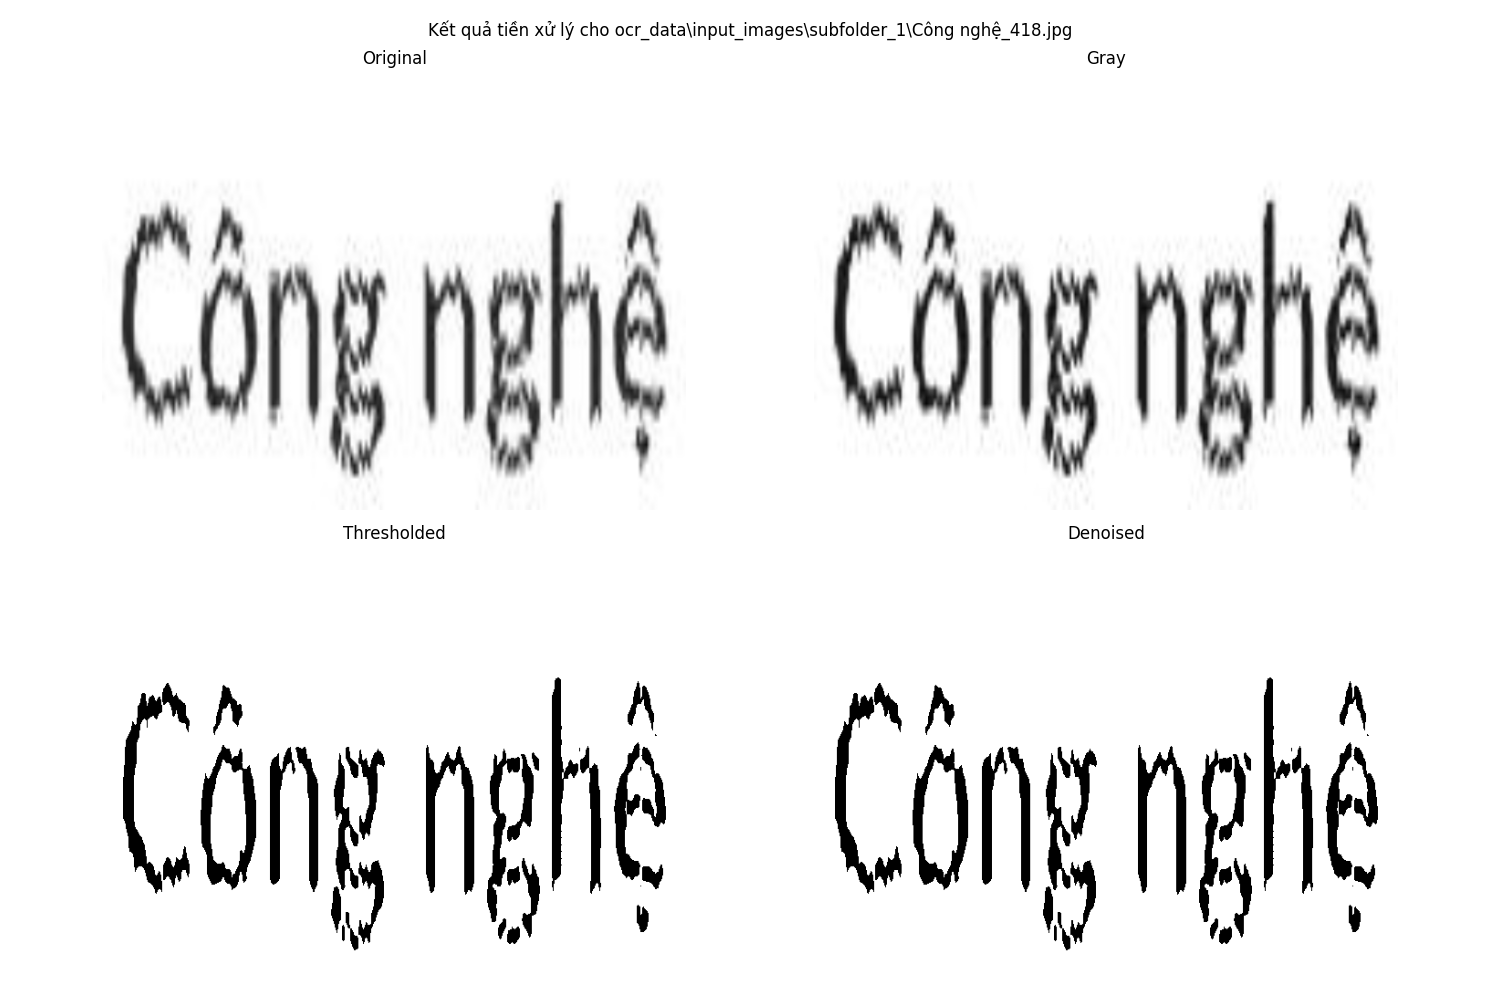 Kết quả tiền xử lý cho ocr_data\input_images\subfolder_1\Công nghệ_418.jpg
Original
Gray
Công nghệ
Công nghệ
Thresholded
Denoised
Công nghệ
Công nghệ